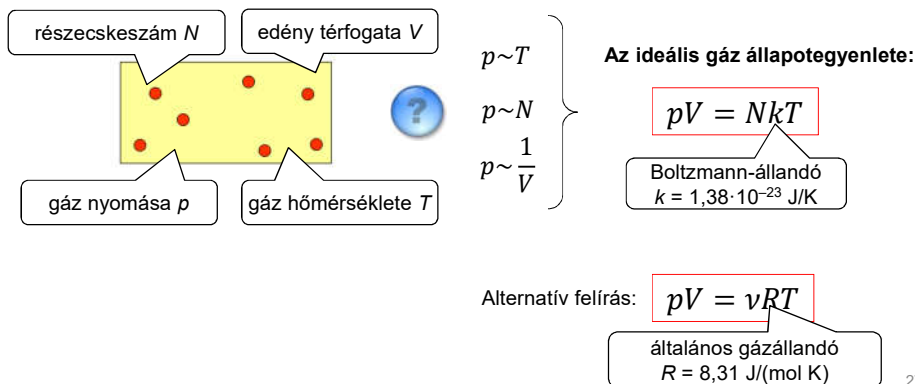 részecskeszám N
edény térfogata V
gáz nyomása p
gáz hőmérséklete T
?
p~T
p~N
p~ 1/V
Az ideális gáz állapotegyenlete:
pV = NkT
Boltzmann-állandó
k = 1,38·10⁻²³ J/K
Alternatív felírás:
pV = νRT
általános gázállandó
R = 8,31 J/(mol K)
2